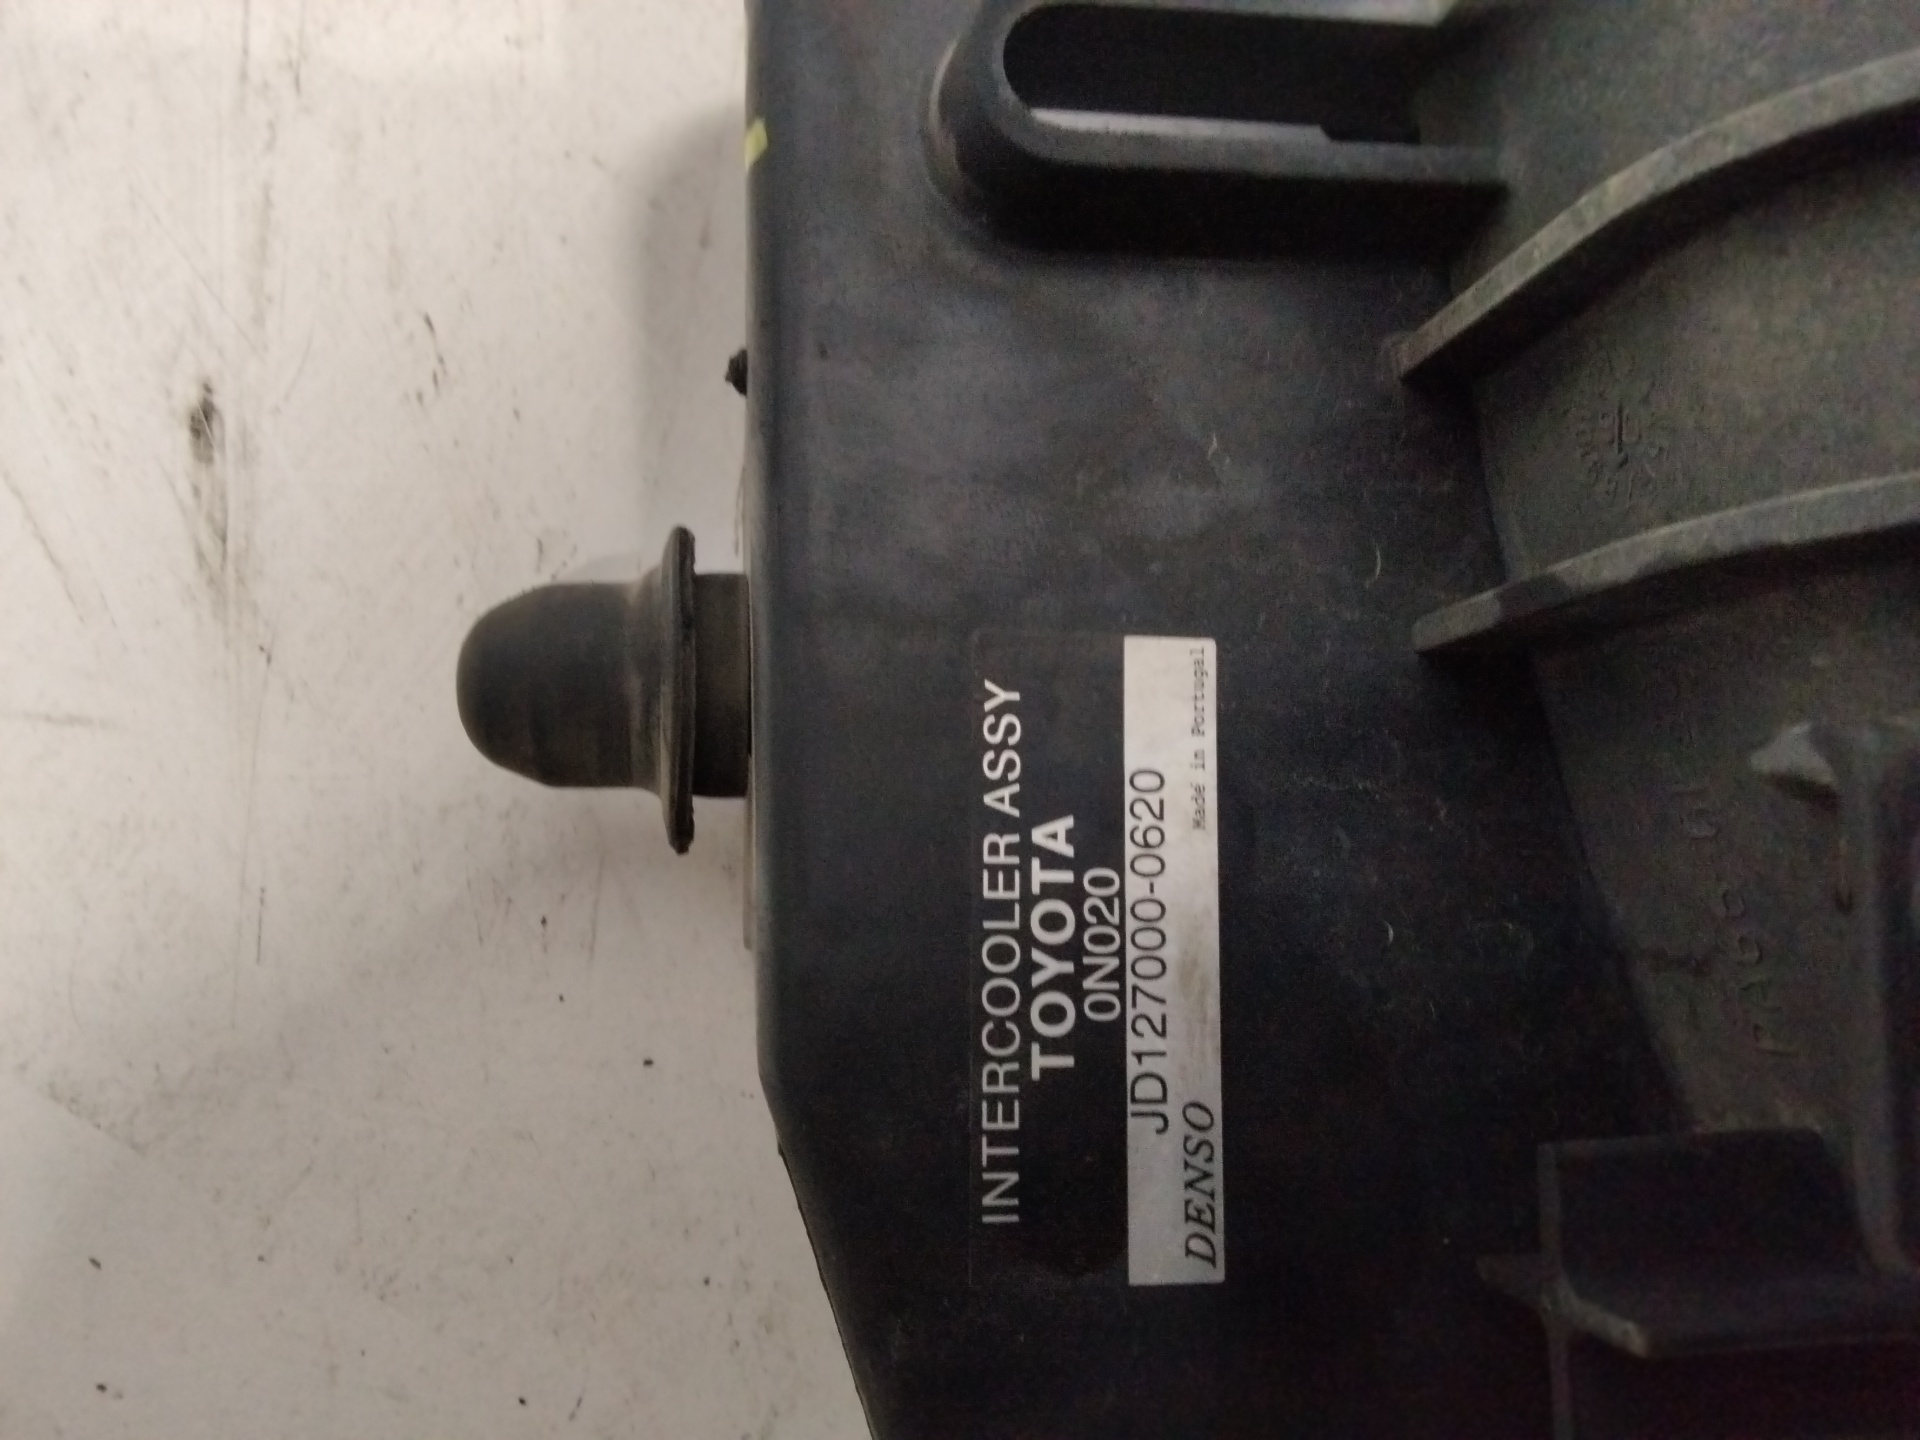 INTERCOOLER ASSY
TOYOTA
0N020
JD127000-0620
DENSO
Made in Portugal